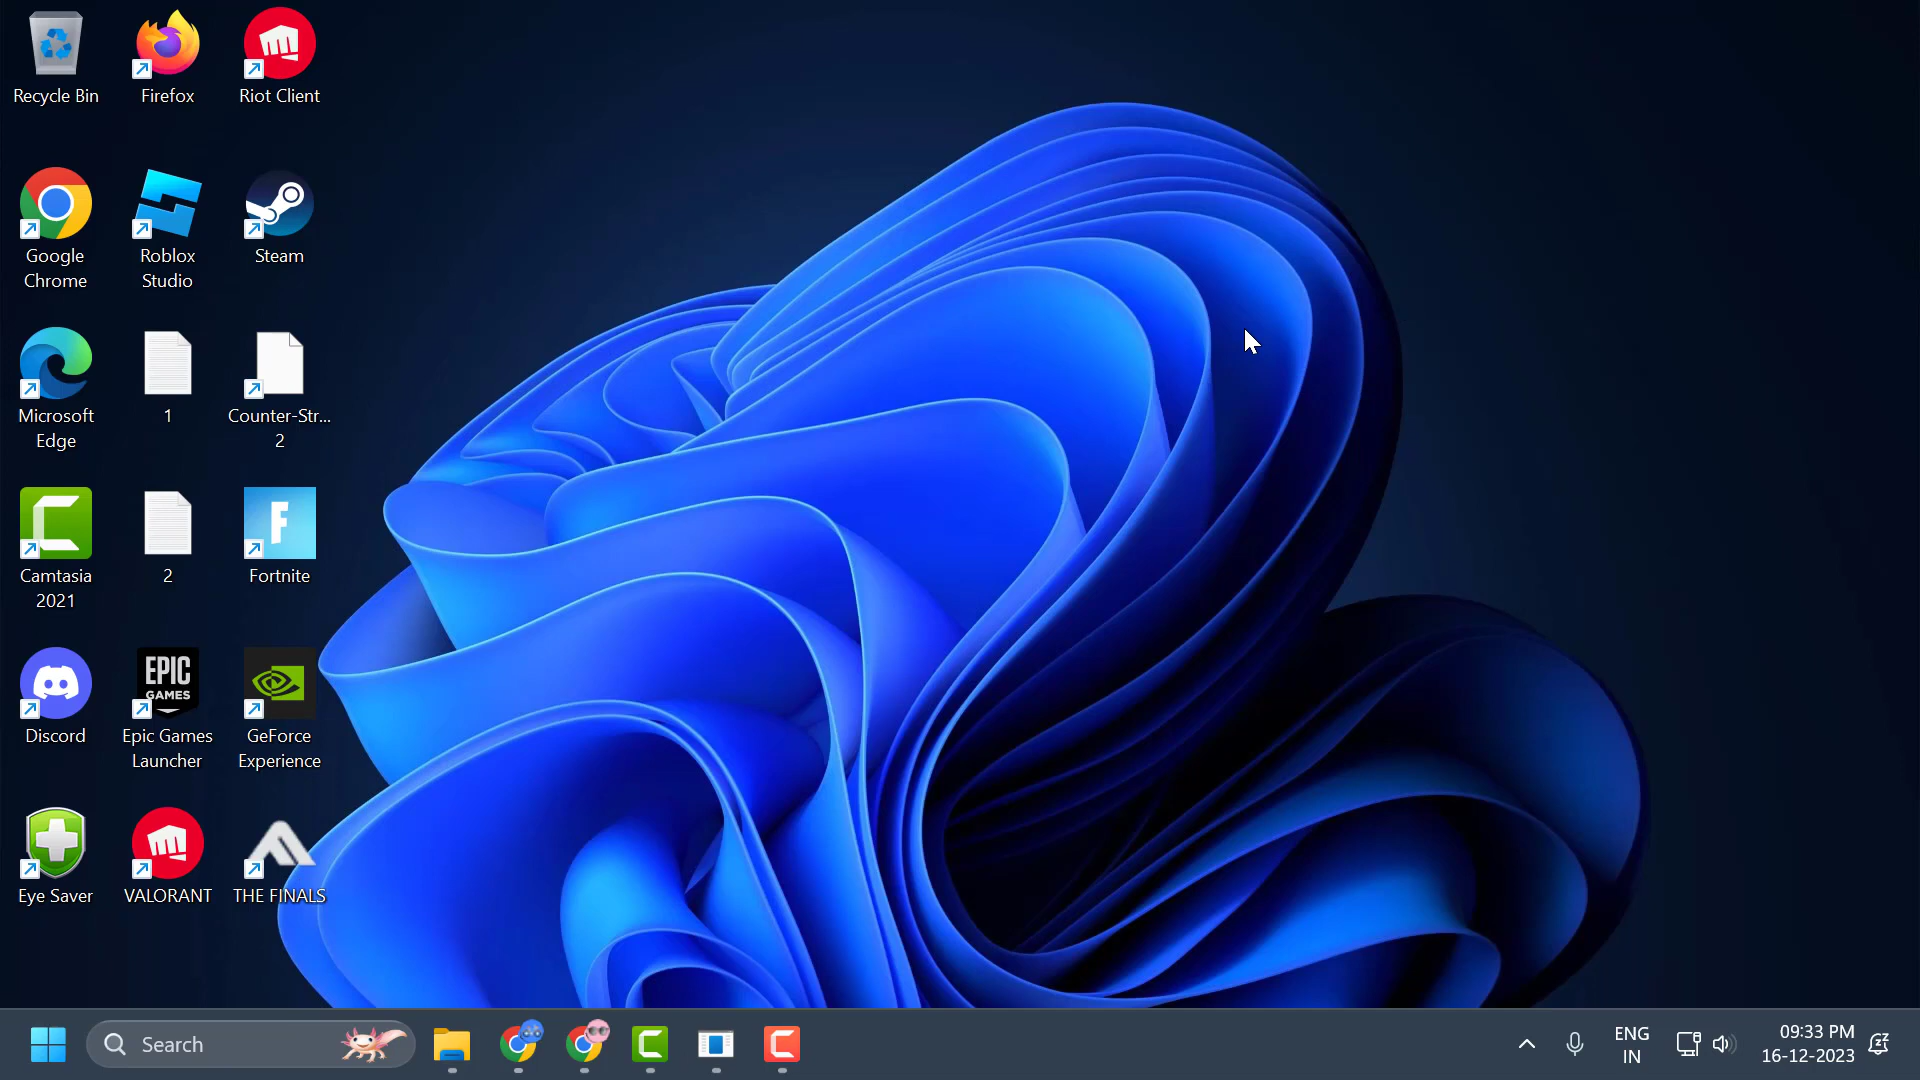 Recycle Bin
Firefox
Riot Client
Google
Chrome
Roblox
Studio
Steam
Microsoft
Edge
1
Counter-Str...
2
Camtasia
2021
2
F
Fortnite
Discord
EPIC
GAMES
Epic Games
Launcher
GeForce
Experience
Eye Saver
VALORANT
THE FINALS
Search
ENG
IN
09:33 PM
16-12-2023